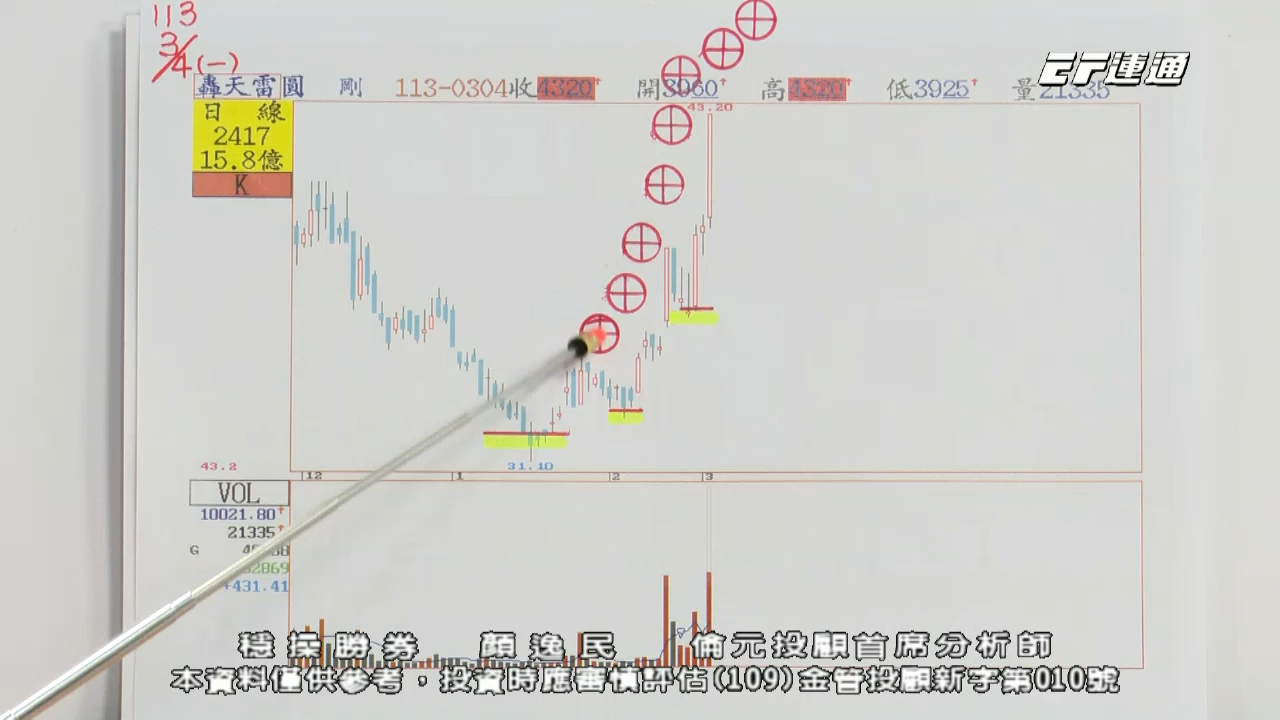 113
3/4(一)
EF運通
轟天雷圓 剛 113-0304收4320↑ 開3960↑ 高4320↑ 低3925↑ 量21335
日 線
2417
15.8億
K
43.20
31.10
43.2
12 1 2 3
VOL
10021.80↑
21335↑
G
+431.41
穩操勝券 顏逸民 倫元投顧首席分析師
本資料僅供參考，投資時應審慎評估(109)金管投顧新字第010號